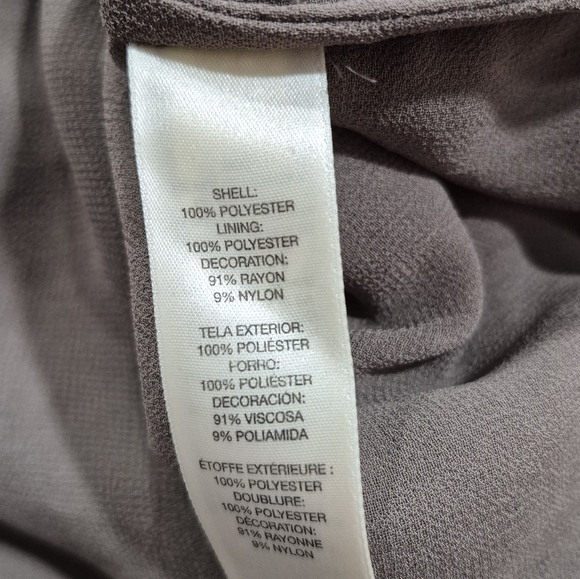 SHELL:
100% POLYESTER
LINING:
100% POLYESTER
DECORATION:
91% RAYON
9% NYLON
TELA EXTERIOR:
100% POLIÉSTER
FORRO:
100% POLIÉSTER
DECORACIÓN:
91% VISCOSA
9% POLIAMIDA
ÉTOFFE EXTÉRIEURE :
100% POLYESTER
DOUBLURE:
100% POLYESTER
DÉCORATION:
91% RAYONNE
9% NYLON